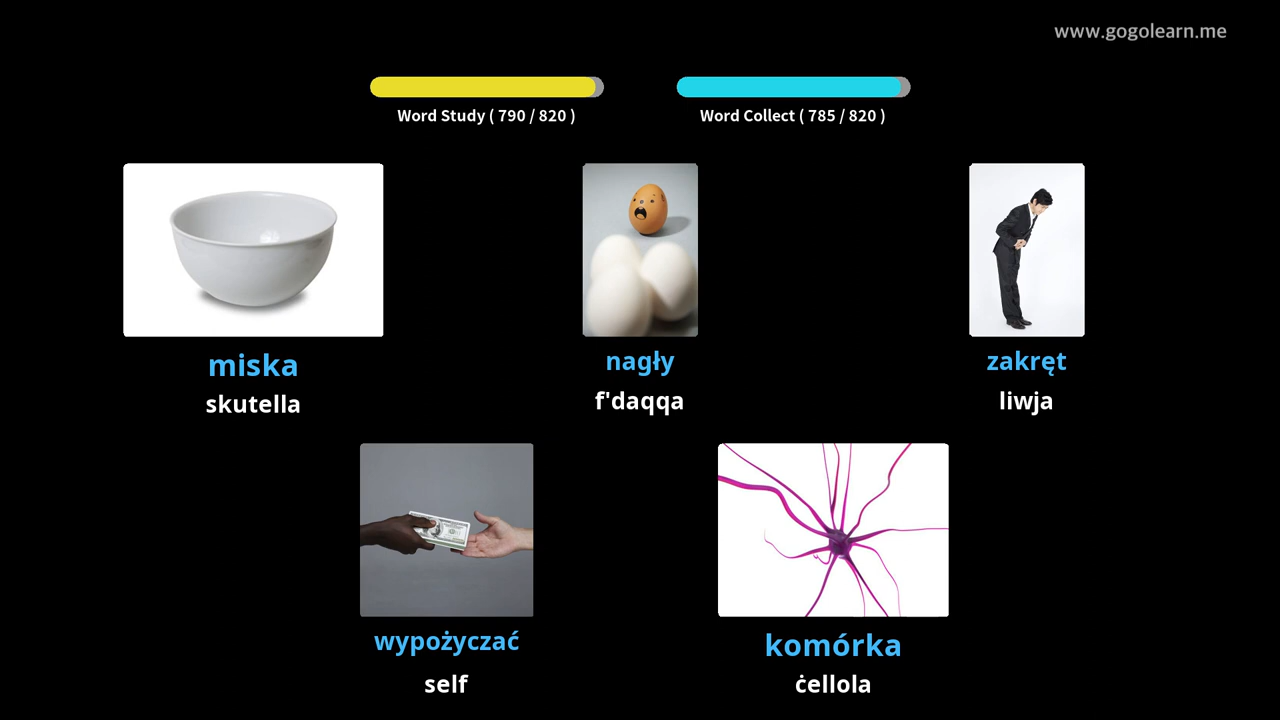 www.gogolearn.me
Word Study ( 790 / 820 )
Word Collect ( 785 / 820 )
miska
nagły
zakręt
skutella
f'daqqa
liwja
wypożyczać
komórka
self
ċellola